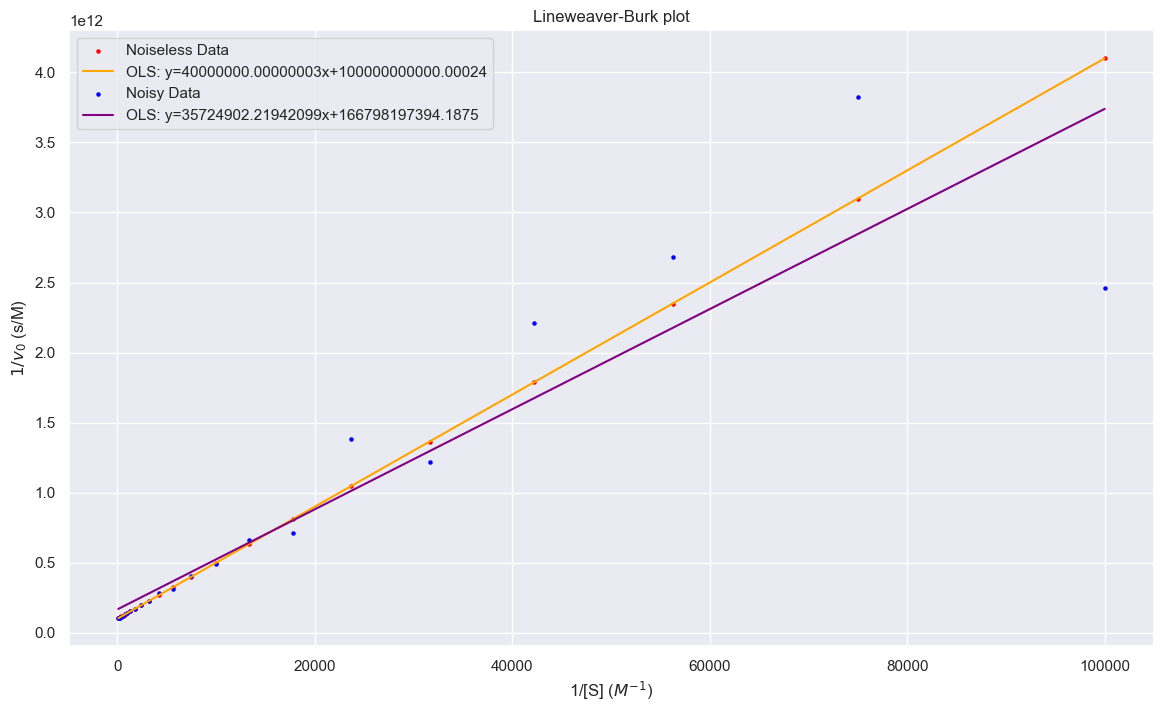 Lineweaver-Burk plot
1e12
Noiseless Data
OLS: y=40000000.00000003x+100000000000.00024
Noisy Data
OLS: y=35724902.21942099x+166798197394.1875
4.0
3.5
3.0
2.5
2.0
1.5
1.0
0.5
0.0
1/v₀ (s/M)
0 20000 40000 60000 80000 100000
1/[S] (M⁻¹)